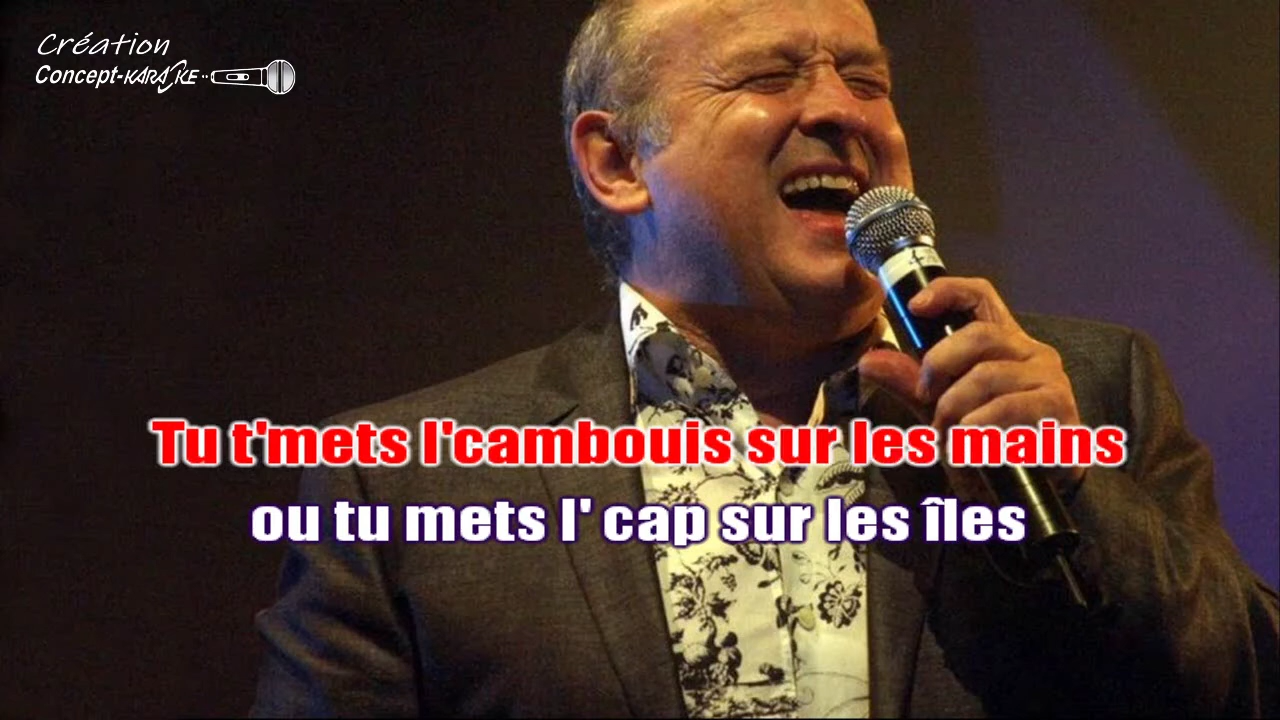 Création
Concept-KARAOKE
Tu t'mets l'cambouis sur les mains
ou tu mets l' cap sur les îles